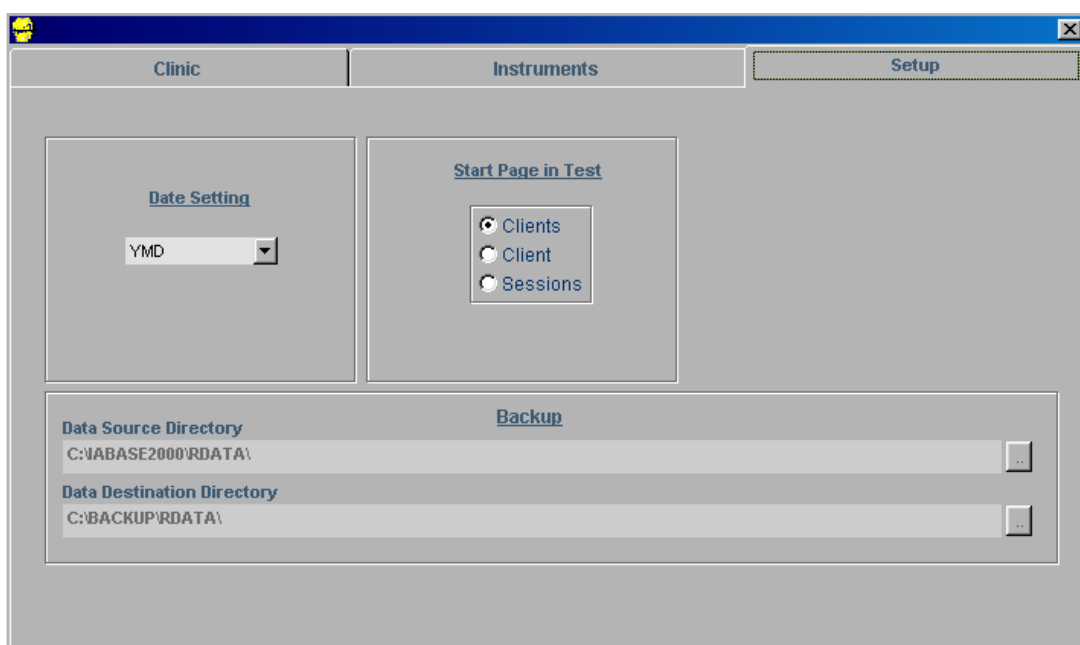 Clinic
Instruments
Setup
Date Setting
YMD
Start Page in Test
Clients
Client
Sessions
Backup
Data Source Directory
C:\IABASE2000\RDATA\
..
Data Destination Directory
C:\BACKUP\RDATA\
..